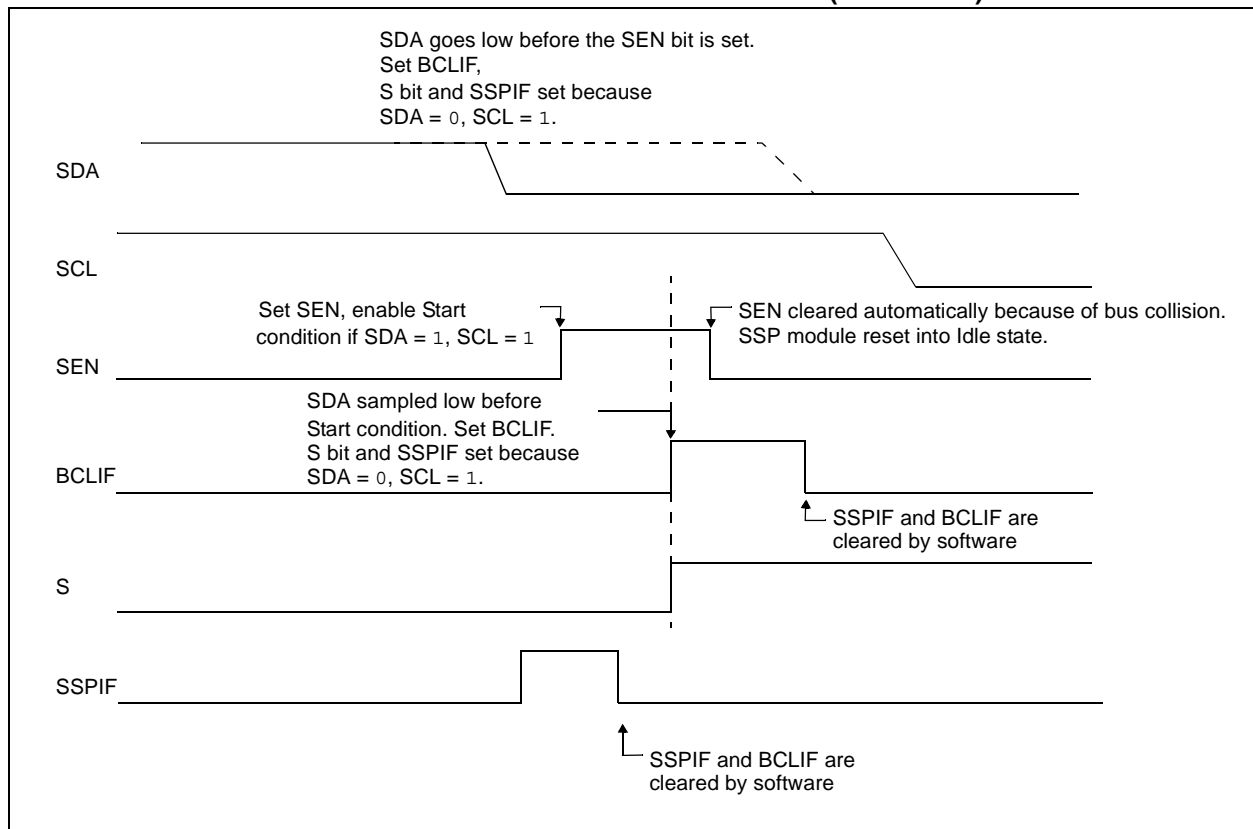 SDA goes low before the SEN bit is set.
Set BCLIF,
S bit and SSPIF set because
SDA = 0, SCL = 1.
SDA
SCL
Set SEN, enable Start
condition if SDA = 1, SCL = 1
SEN cleared automatically because of bus collision.
SSP module reset into Idle state.
SEN
SDA sampled low before
Start condition. Set BCLIF.
S bit and SSPIF set because
SDA = 0, SCL = 1.
BCLIF
SSPIF and BCLIF are
cleared by software
S
SSPIF
SSPIF and BCLIF are
cleared by software